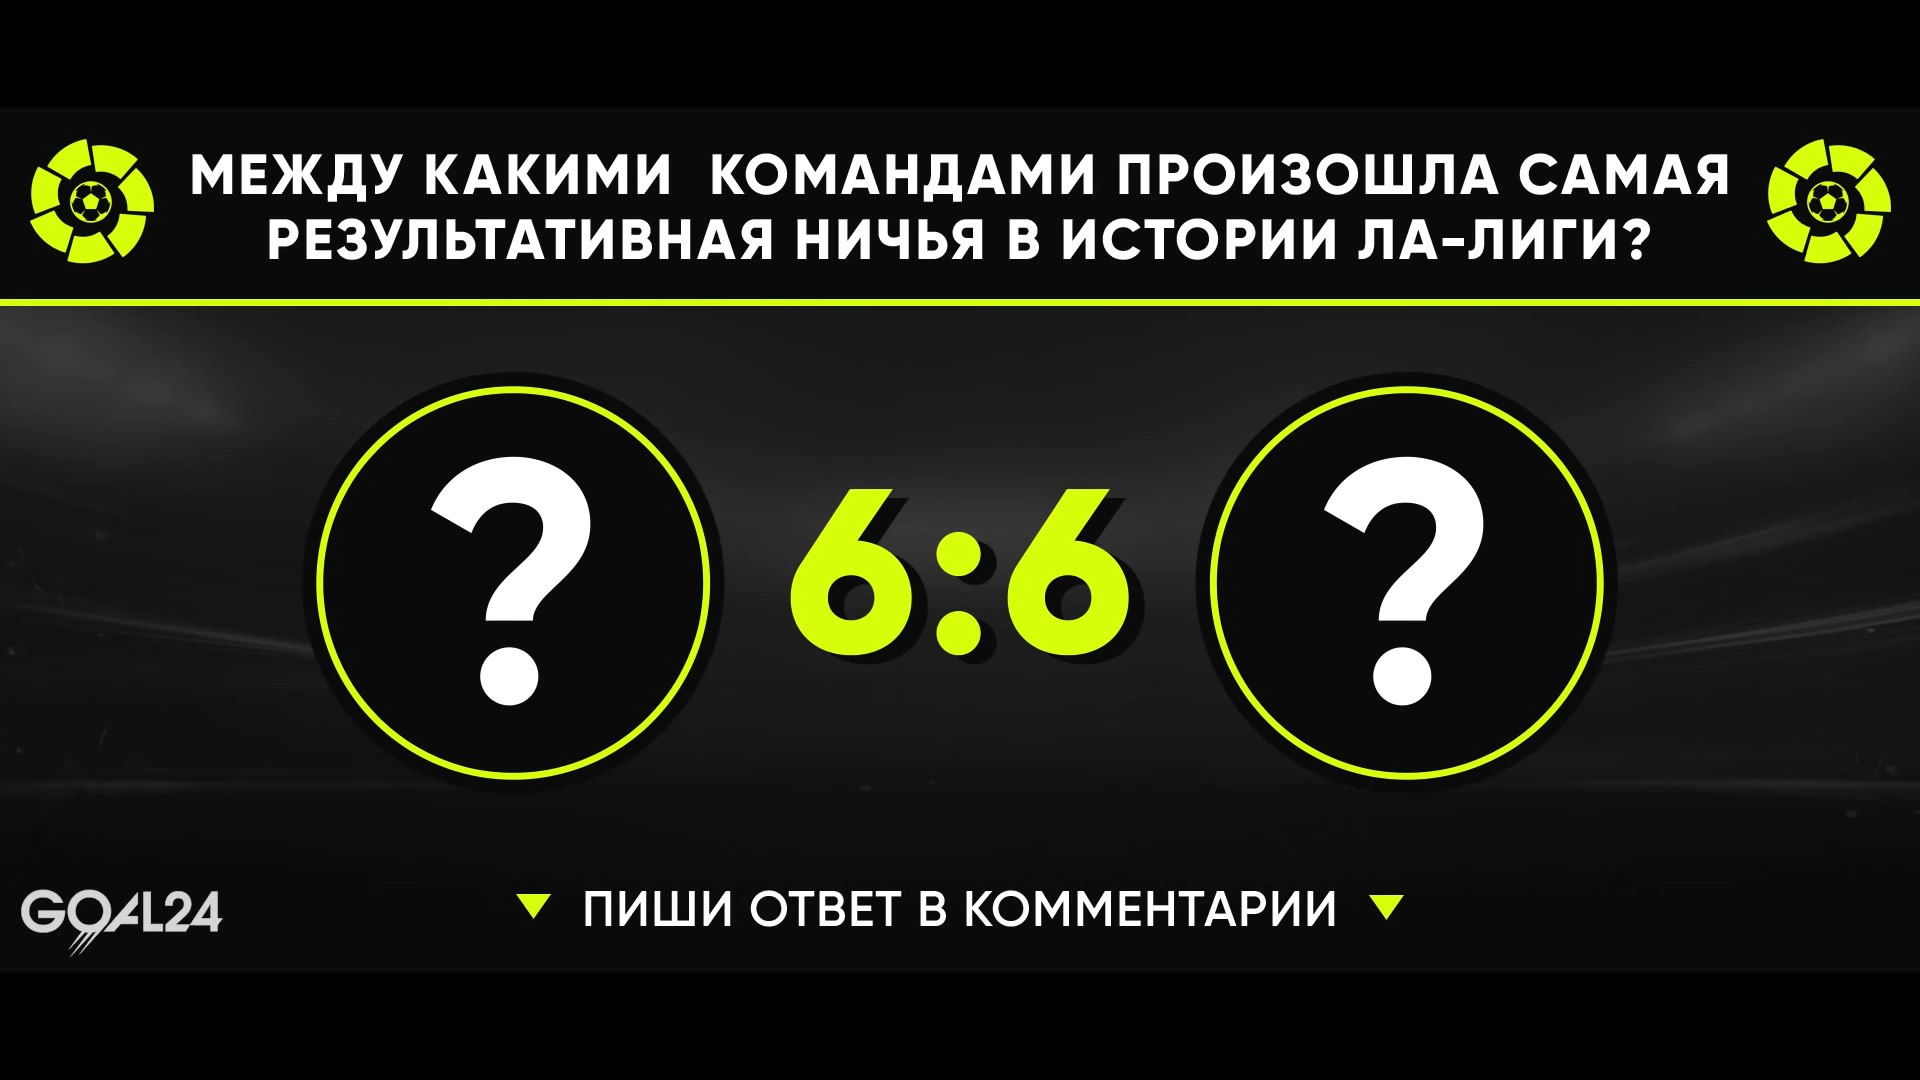 МЕЖДУ КАКИМИ КОМАНДАМИ ПРОИЗОШЛА САМАЯ
РЕЗУЛЬТАТИВНАЯ НИЧЬЯ В ИСТОРИИ ЛА-ЛИГИ?
? 6:6 ?
ПИШИ ОТВЕТ В КОММЕНТАРИИ
GOAL24